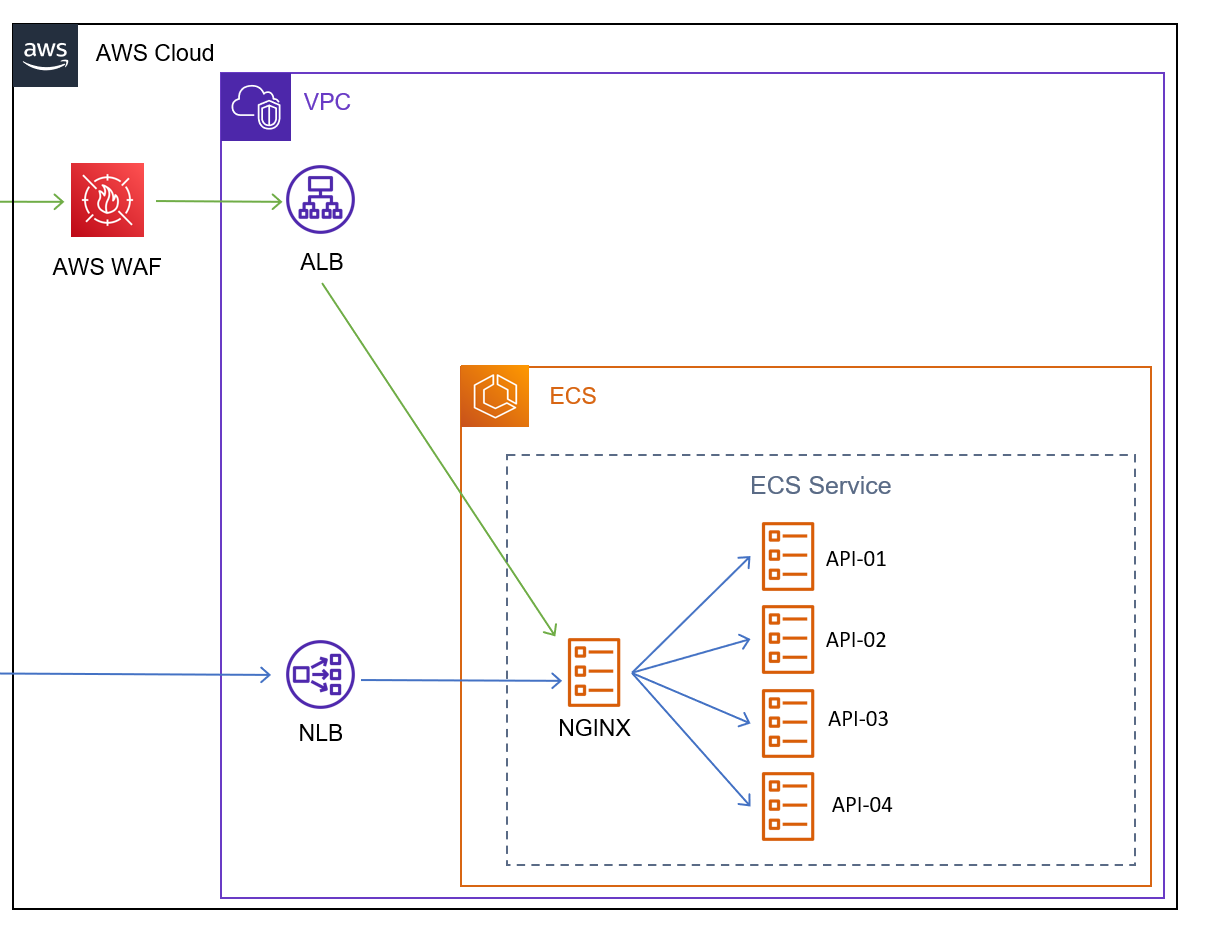 aws
AWS Cloud
VPC
AWS WAF
ALB
ECS
ECS Service
API-01
API-02
NGINX
NLB
API-03
API-04